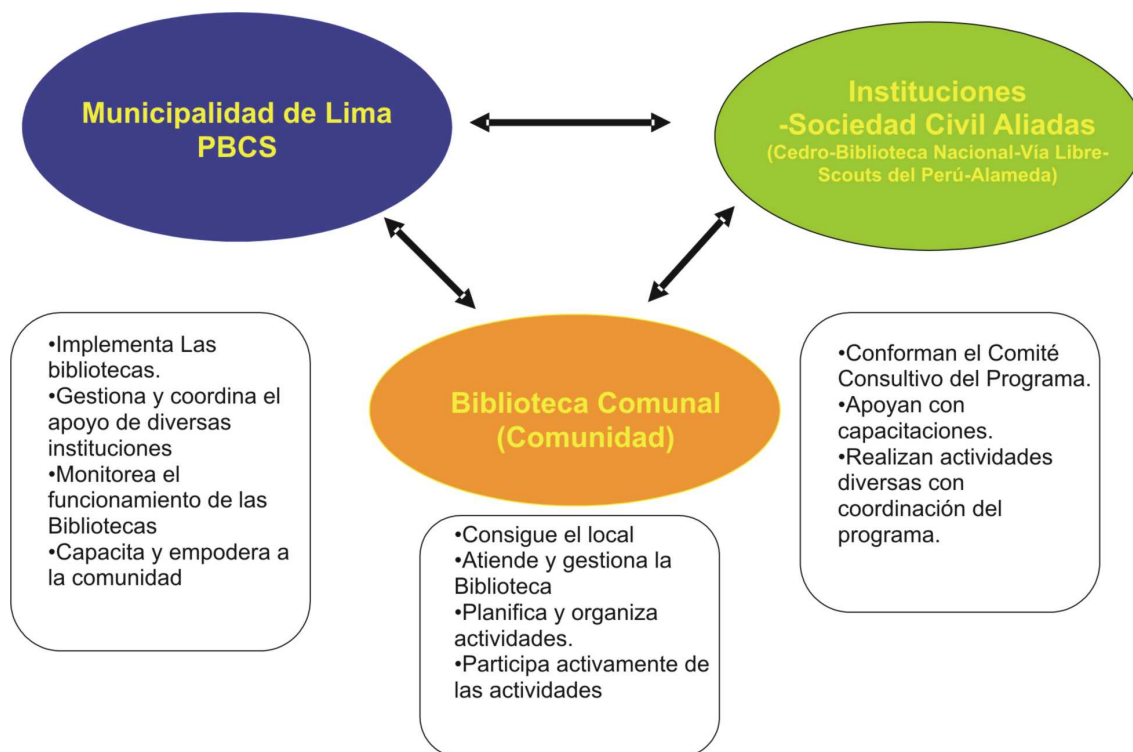 Municipalidad de Lima
PBCS
Instituciones
-Sociedad Civil Aliadas
(Cedro-Biblioteca Nacional-Vía Libre-
Scouts del Perú-Alameda)
Biblioteca Comunal
(Comunidad)
•Implementa Las
bibliotecas.
•Gestiona y coordina el
apoyo de diversas
instituciones
•Monitorea el
funcionamiento de las
Bibliotecas
•Capacita y empodera a
la comunidad
•Consigue el local
•Atiende y gestiona la
Biblioteca
•Planifica y organiza
actividades.
•Participa activamente de
las actividades
•Conforman el Comité
Consultivo del Programa.
•Apoyan con
capacitaciones.
•Realizan actividades
diversas con
coordinación del
programa.